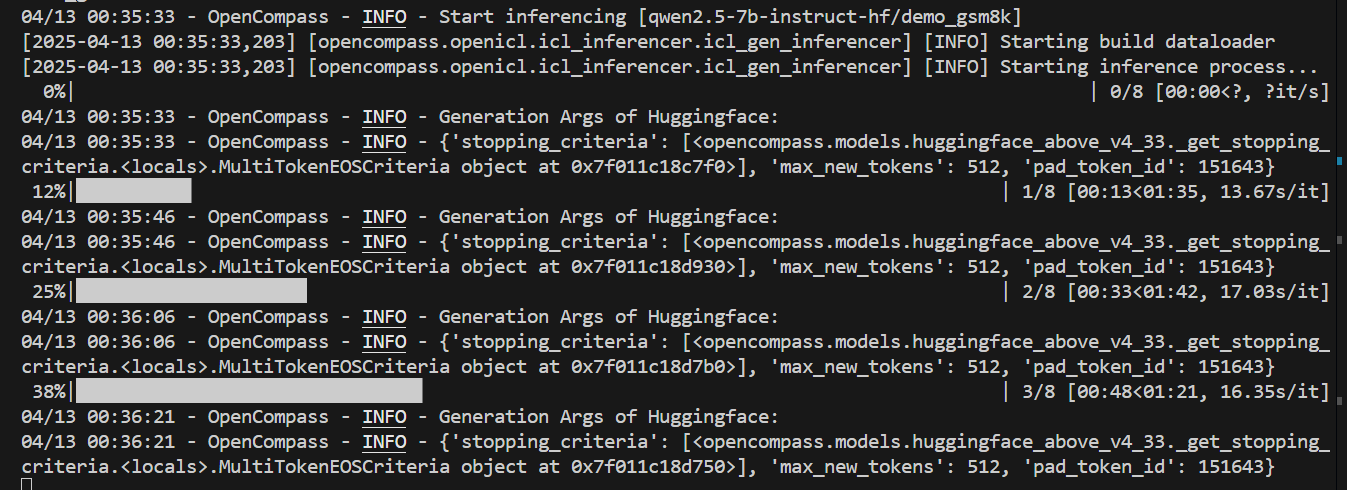 04/13 00:35:33 - OpenCompass - INFO - Start inferencing [qwen2.5-7b-instruct-hf/demo_gsm8k]
[2025-04-13 00:35:33,203] [opencompass.openicl.icl_inferencer.icl_gen_inferencer] [INFO] Starting build dataloader
[2025-04-13 00:35:33,203] [opencompass.openicl.icl_inferencer.icl_gen_inferencer] [INFO] Starting inference process...
0%| | 0/8 [00:00<?, ?it/s]
04/13 00:35:33 - OpenCompass - INFO - Generation Args of Huggingface:
04/13 00:35:33 - OpenCompass - INFO - {'stopping_criteria': [<opencompass.models.huggingface_above_v4_33._get_stopping_
criteria.<locals>.MultiTokenEOSCriteria object at 0x7f011c18c7f0>], 'max_new_tokens': 512, 'pad_token_id': 151643}
12%| | 1/8 [00:13<01:35, 13.67s/it]
04/13 00:35:46 - OpenCompass - INFO - Generation Args of Huggingface:
04/13 00:35:46 - OpenCompass - INFO - {'stopping_criteria': [<opencompass.models.huggingface_above_v4_33._get_stopping_
criteria.<locals>.MultiTokenEOSCriteria object at 0x7f011c18d930>], 'max_new_tokens': 512, 'pad_token_id': 151643}
25%| | 2/8 [00:33<01:42, 17.03s/it]
04/13 00:36:06 - OpenCompass - INFO - Generation Args of Huggingface:
04/13 00:36:06 - OpenCompass - INFO - {'stopping_criteria': [<opencompass.models.huggingface_above_v4_33._get_stopping_
criteria.<locals>.MultiTokenEOSCriteria object at 0x7f011c18d7b0>], 'max_new_tokens': 512, 'pad_token_id': 151643}
38%| | 3/8 [00:48<01:21, 16.35s/it]
04/13 00:36:21 - OpenCompass - INFO - Generation Args of Huggingface:
04/13 00:36:21 - OpenCompass - INFO - {'stopping_criteria': [<opencompass.models.huggingface_above_v4_33._get_stopping_
criteria.<locals>.MultiTokenEOSCriteria object at 0x7f011c18d750>], 'max_new_tokens': 512, 'pad_token_id': 151643}